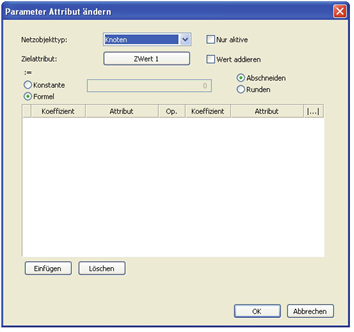 Parameter Attribut ändern
Netzobjekttyp: Knoten Nur aktive
Zielattribut: ZWert 1 Wert addieren
:=
Konstante 0 Abschneiden
Formel Runden
Koeffizient Attribut Op. Koeffizient Attribut |...|
Einfügen Löschen
OK Abbrechen